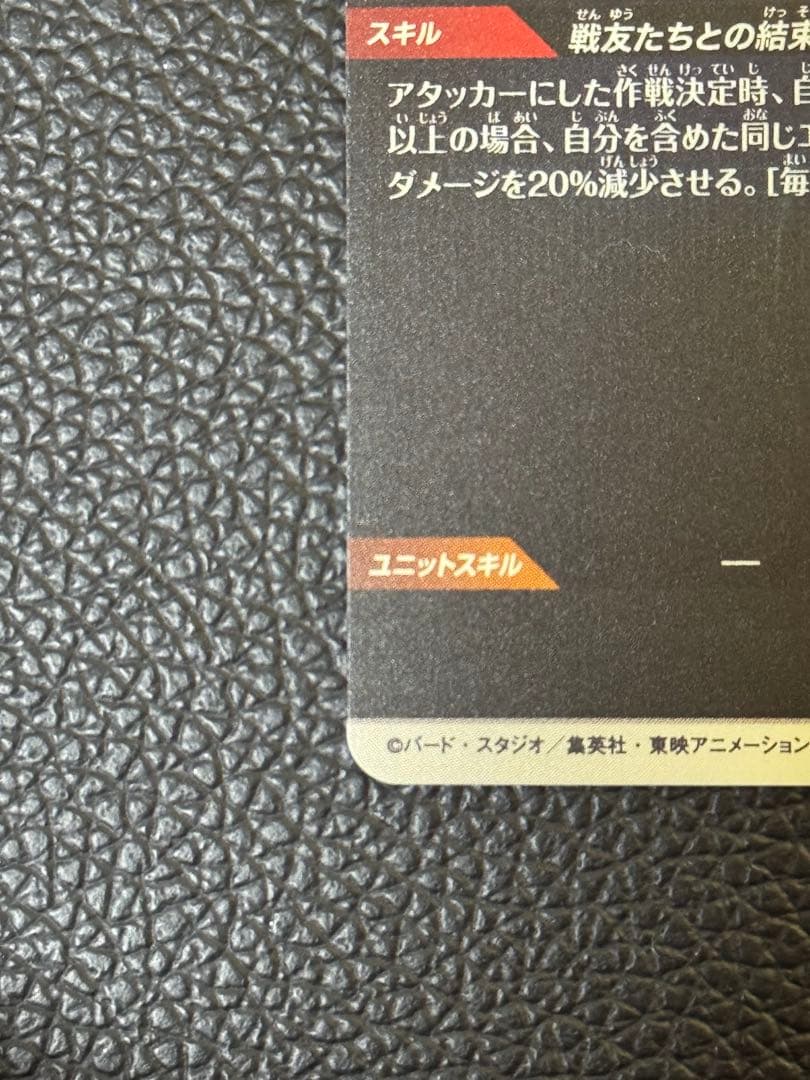 スキル
戦友たちとの結束
アタッカーにした作戦決定時、自
以上の場合、自分を含めた同じユ
ダメージを20%減少させる。[毎
ユニットスキル
ー
©バード・スタジオ／集英社・東映アニメーション